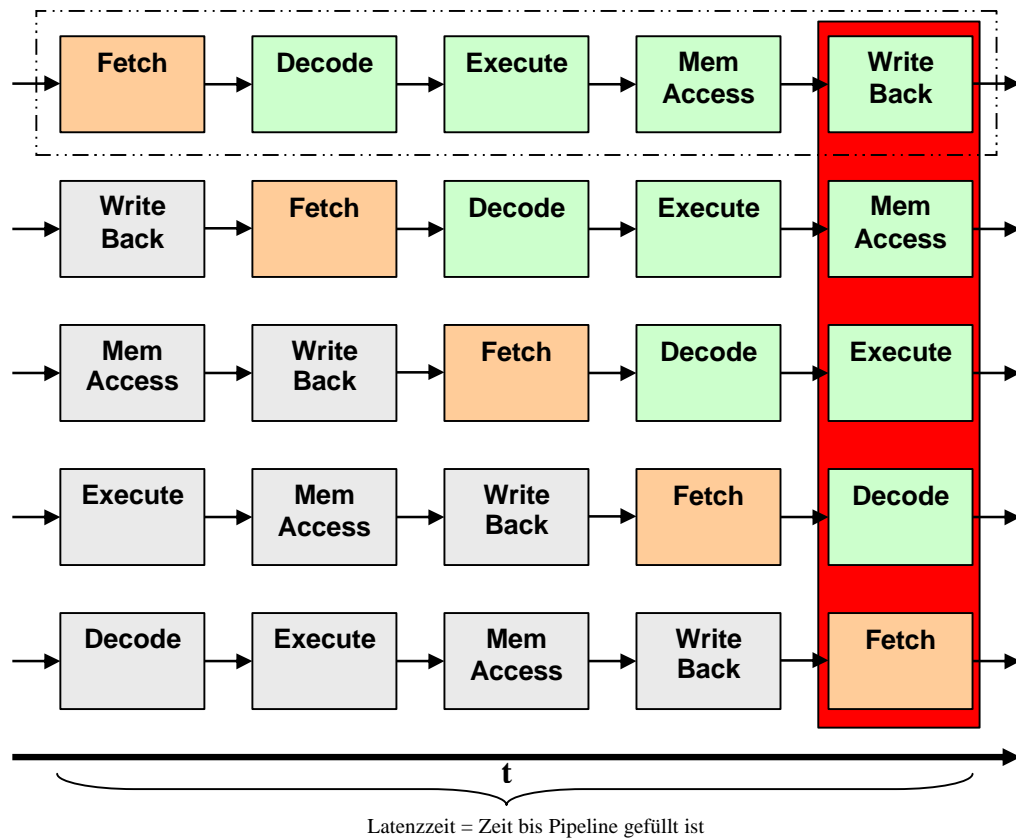 Fetch
Decode
Execute
Mem
Access
Write
Back
Write
Back
Fetch
Decode
Execute
Mem
Access
Mem
Access
Write
Back
Fetch
Decode
Execute
Execute
Mem
Access
Write
Back
Fetch
Decode
Decode
Execute
Mem
Access
Write
Back
Fetch
t
Latenzzeit = Zeit bis Pipeline gefüllt ist